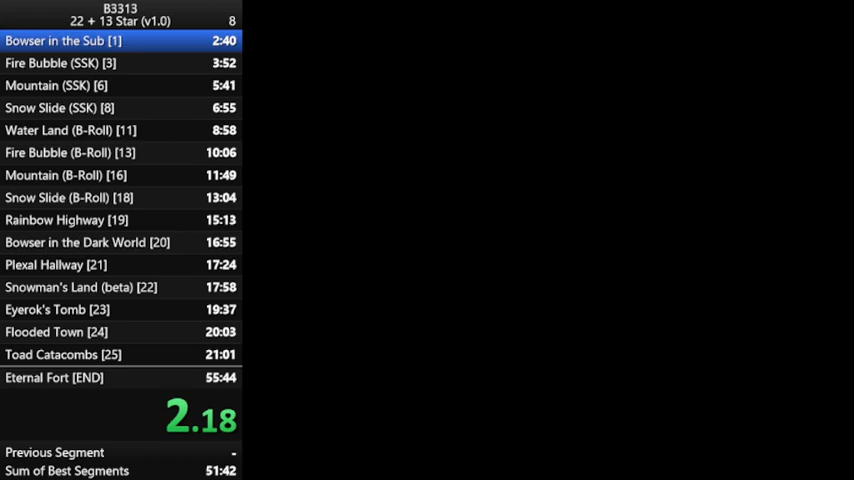 B3313
22 + 13 Star (v1.0) 8
Bowser in the Sub [1] 2:40
Fire Bubble (SSK) [3] 3:52
Mountain (SSK) [6] 5:41
Snow Slide (SSK) [8] 6:55
Water Land (B-Roll) [11] 8:58
Fire Bubble (B-Roll) [13] 10:06
Mountain (B-Roll) [16] 11:49
Snow Slide (B-Roll) [18] 13:04
Rainbow Highway [19] 15:13
Bowser in the Dark World [20] 16:55
Plexal Hallway [21] 17:24
Snowman's Land (beta) [22] 17:58
Eyerok's Tomb [23] 19:37
Flooded Town [24] 20:03
Toad Catacombs [25] 21:01
Eternal Fort [END] 55:44
2.18
Previous Segment -
Sum of Best Segments 51:42